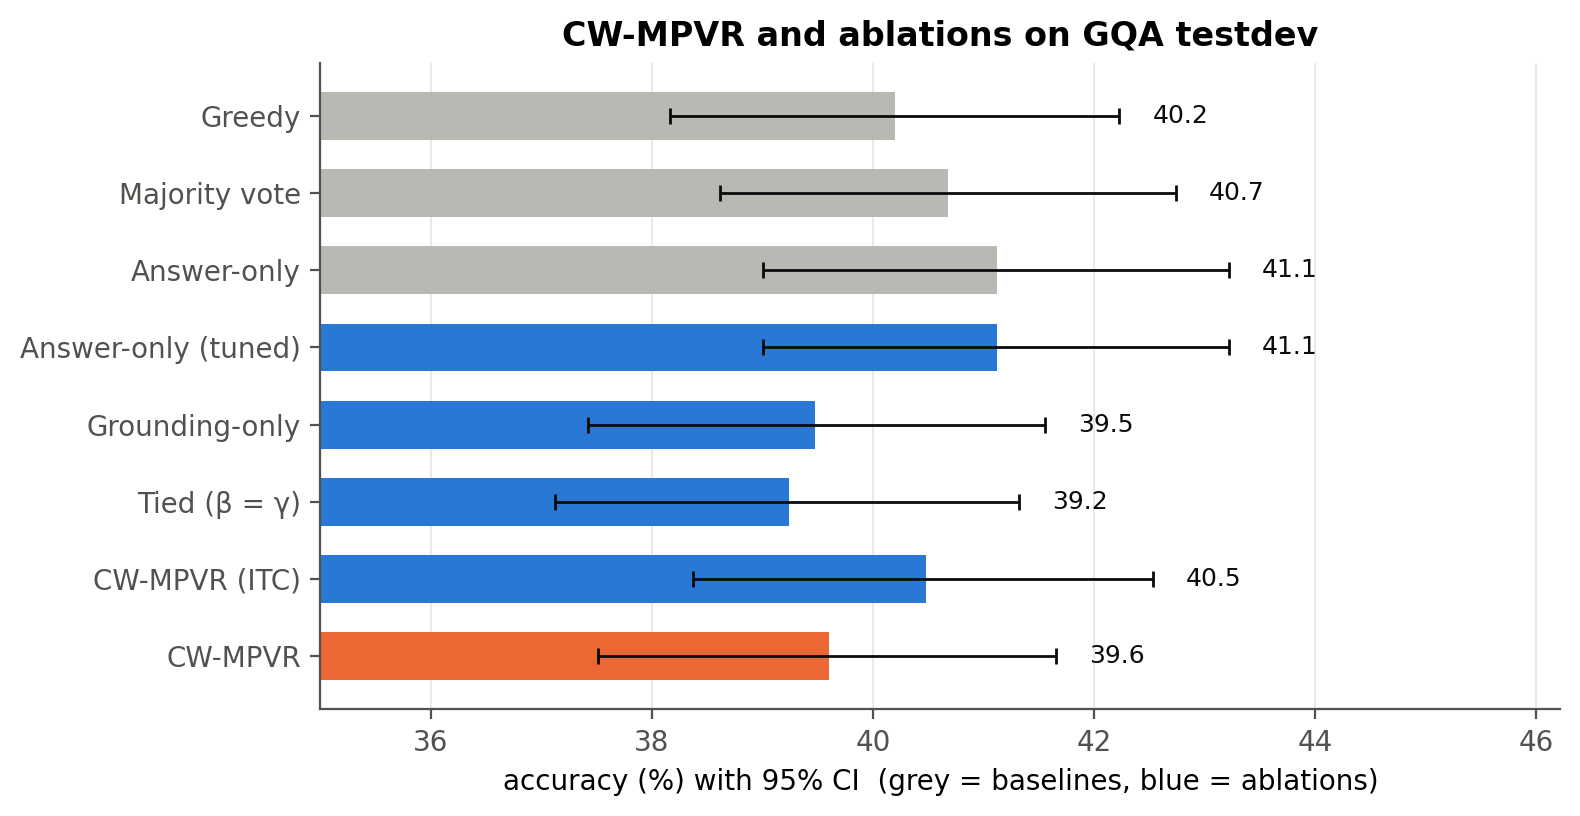 CW-MPVR and ablations on GQA testdev
Greedy 40.2
Majority vote 40.7
Answer-only 41.1
Answer-only (tuned) 41.1
Grounding-only 39.5
Tied (β = γ) 39.2
CW-MPVR (ITC) 40.5
CW-MPVR 39.6
36 38 40 42 44 46
accuracy (%) with 95% CI  (grey = baselines, blue = ablations)